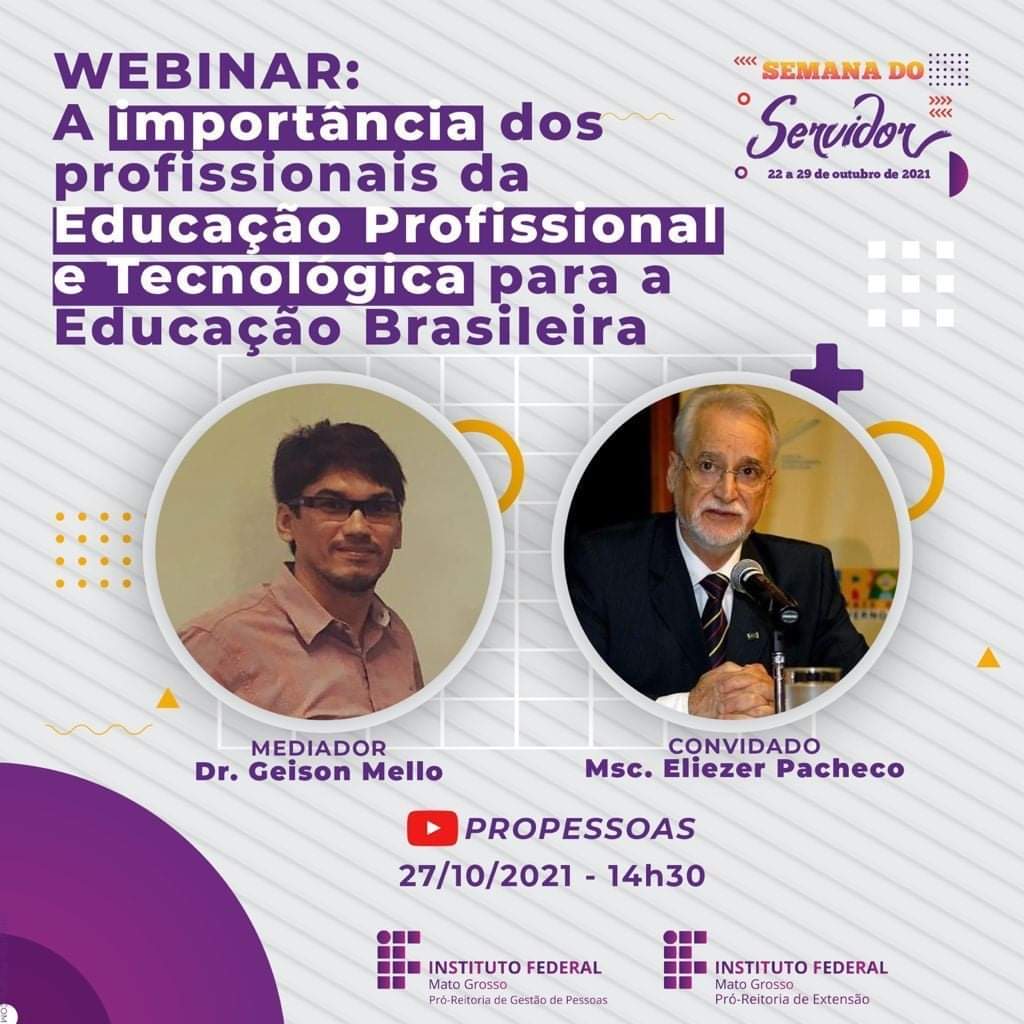 WEBINAR:
A importância dos
profissionais da
Educação Profissional
e Tecnológica para a
Educação Brasileira
SEMANA DO
Servidor
22 a 29 de outubro de 2021
MEDIADOR
Dr. Geison Mello
CONVIDADO
Msc. Eliezer Pacheco
PROPESSOAS
27/10/2021 - 14h30
INSTITUTO FEDERAL
Mato Grosso
Pró-Reitoria de Gestão de Pessoas
INSTITUTO FEDERAL
Mato Grosso
Pró-Reitoria de Extensão